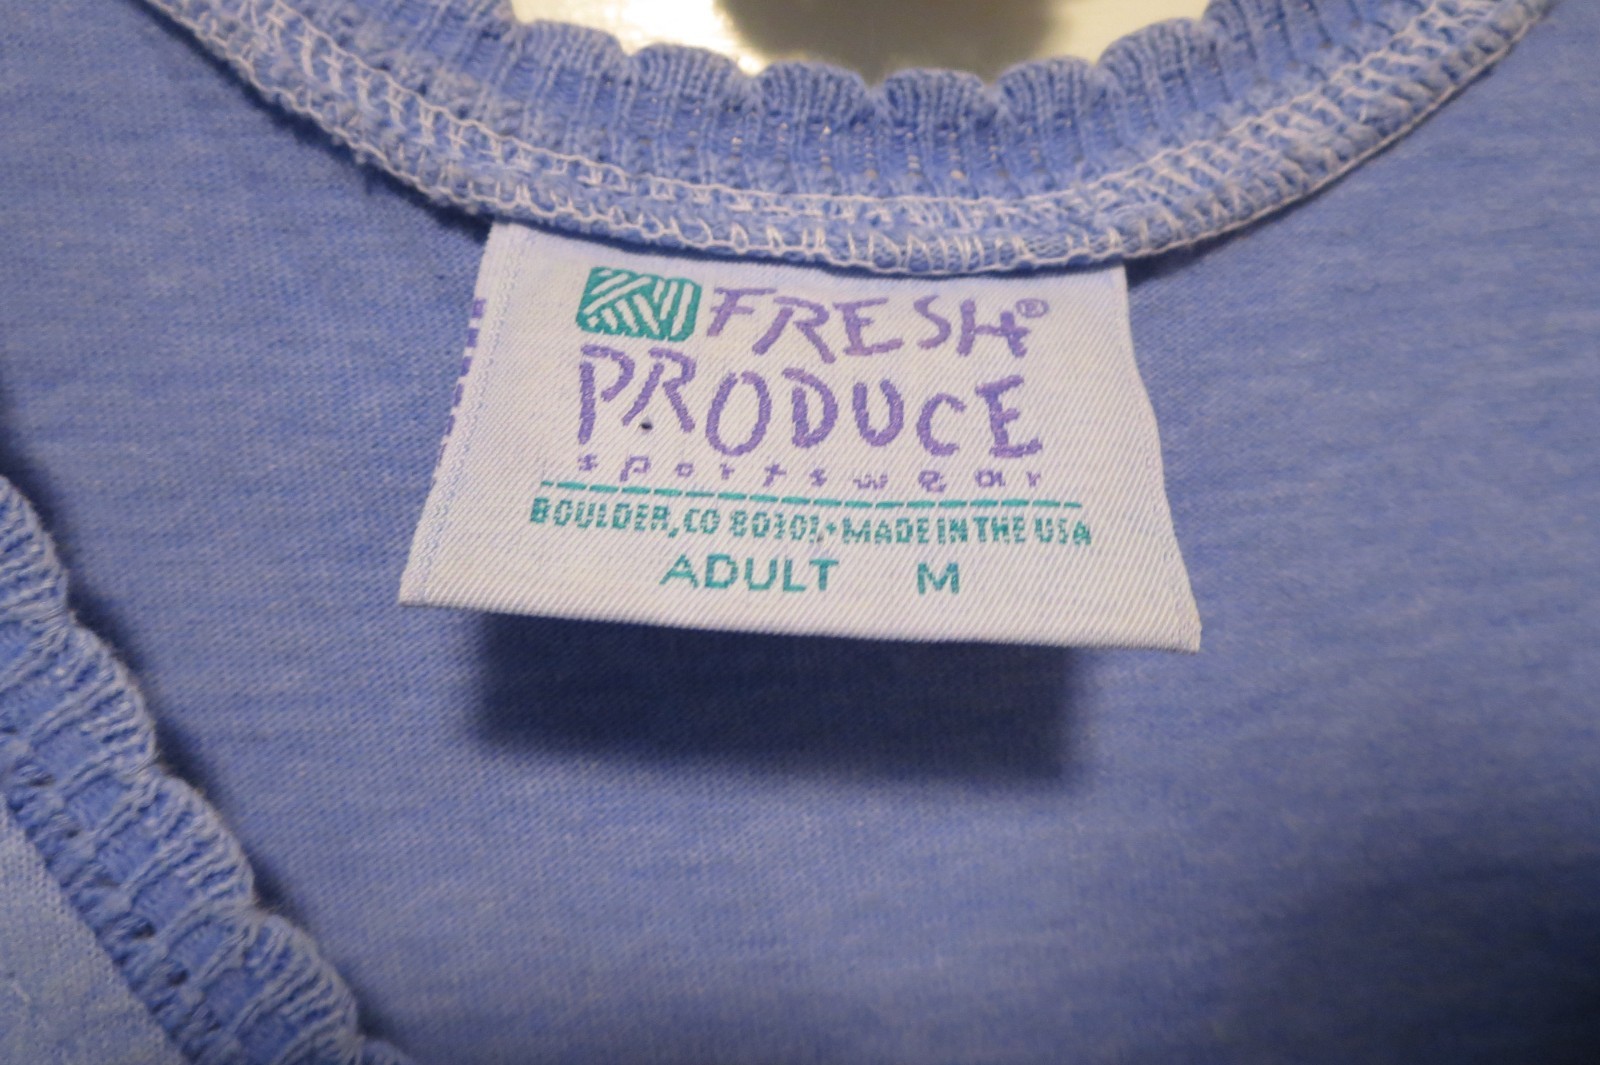 FRESH®
PRODUCE
sportswear
BOULDER, CO 80301•MADE IN THE USA
ADULT M